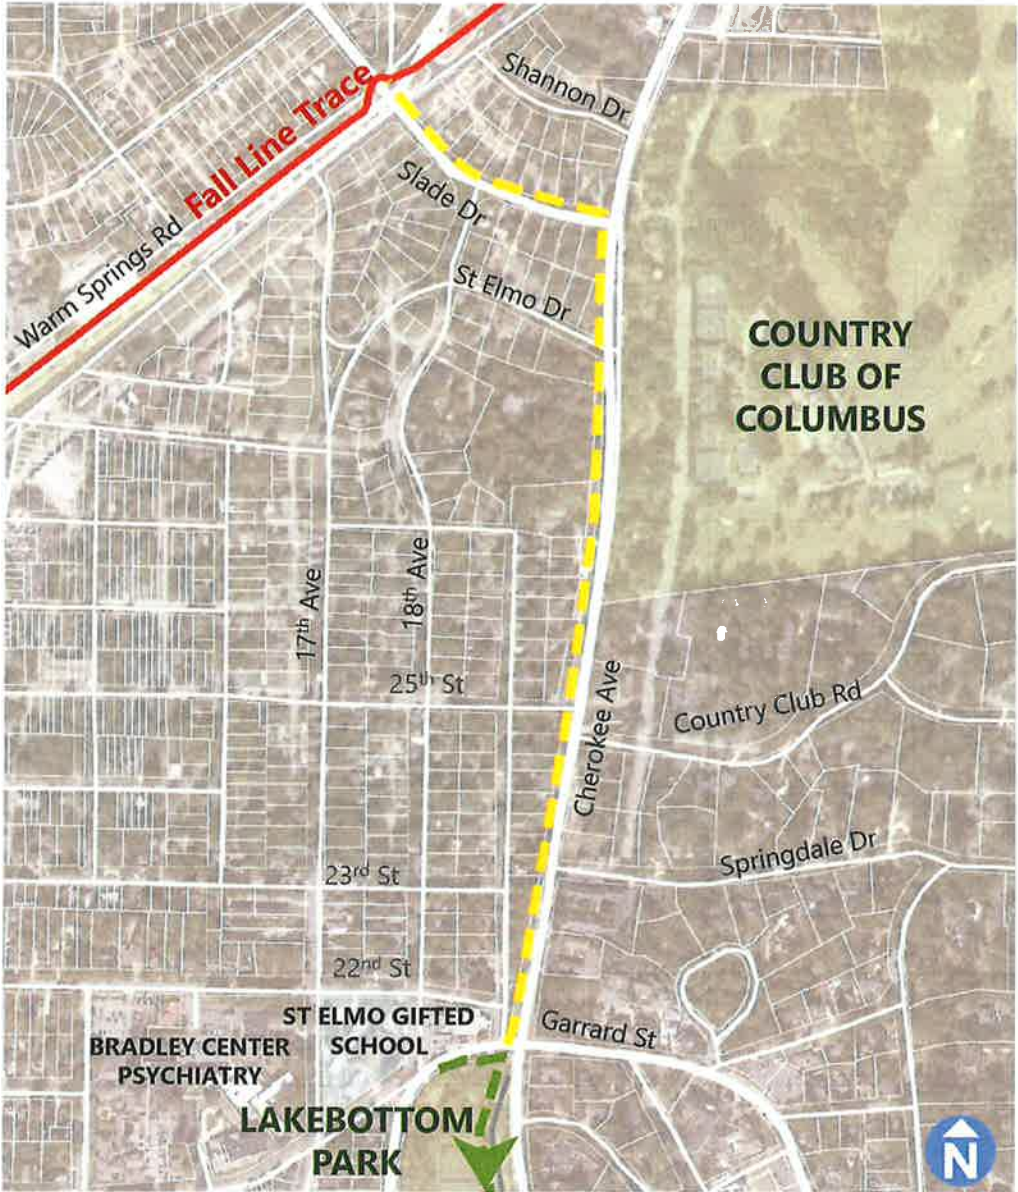 Shannon Dr
Fall Line Trace
Slade Dr
Warm Springs Rd
St Elmo Dr
COUNTRY
CLUB OF
COLUMBUS
17th Ave
18th Ave
25th St
Cherokee Ave
Country Club Rd
Springdale Dr
23rd St
22nd St
ST ELMO GIFTED
SCHOOL
Garrard St
BRADLEY CENTER
PSYCHIATRY
LAKEBOTTOM
PARK
N